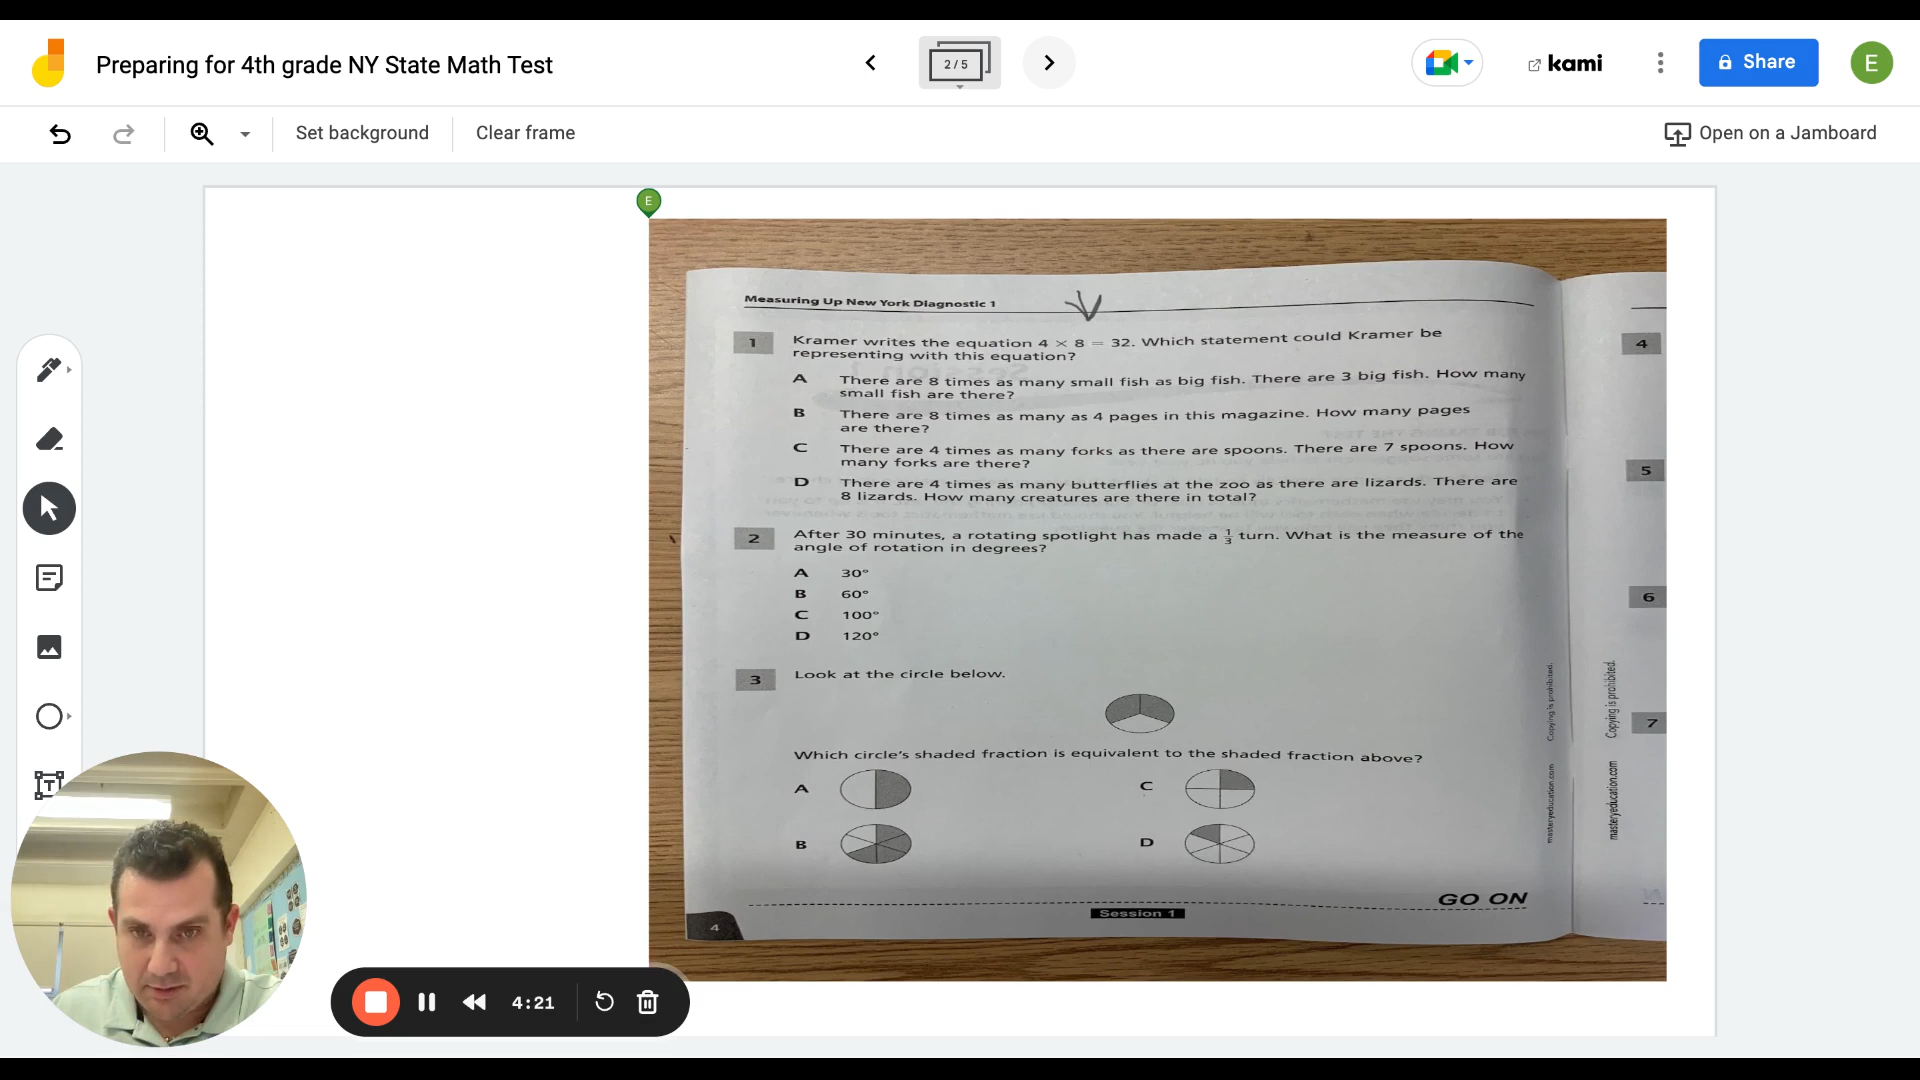 Preparing for 4th grade NY State Math Test
2/5
kami
Share
E
Set background
Clear frame
Open on a Jamboard
E
Measuring Up New York Diagnostic 1
1
Kramer writes the equation 4 × 8 = 32. Which statement could Kramer be
representing with this equation?
A There are 8 times as many small fish as big fish. There are 3 big fish. How many
small fish are there?
B There are 8 times as many as 4 pages in this magazine. How many pages
are there?
C There are 4 times as many forks as there are spoons. There are 7 spoons. How
many forks are there?
D There are 4 times as many butterflies at the zoo as there are lizards. There are
8 lizards. How many creatures are there in total?
2
After 30 minutes, a rotating spotlight has made a 1/3 turn. What is the measure of the
angle of rotation in degrees?
A 30°
B 60°
C 100°
D 120°
3
Look at the circle below.
Which circle's shaded fraction is equivalent to the shaded fraction above?
A
C
B
D
GO ON
Session 1
4
masteryeducation.com Copying is prohibited.
masteryeducation.com Copying is prohibited.
4
5
6
7
T
4:21